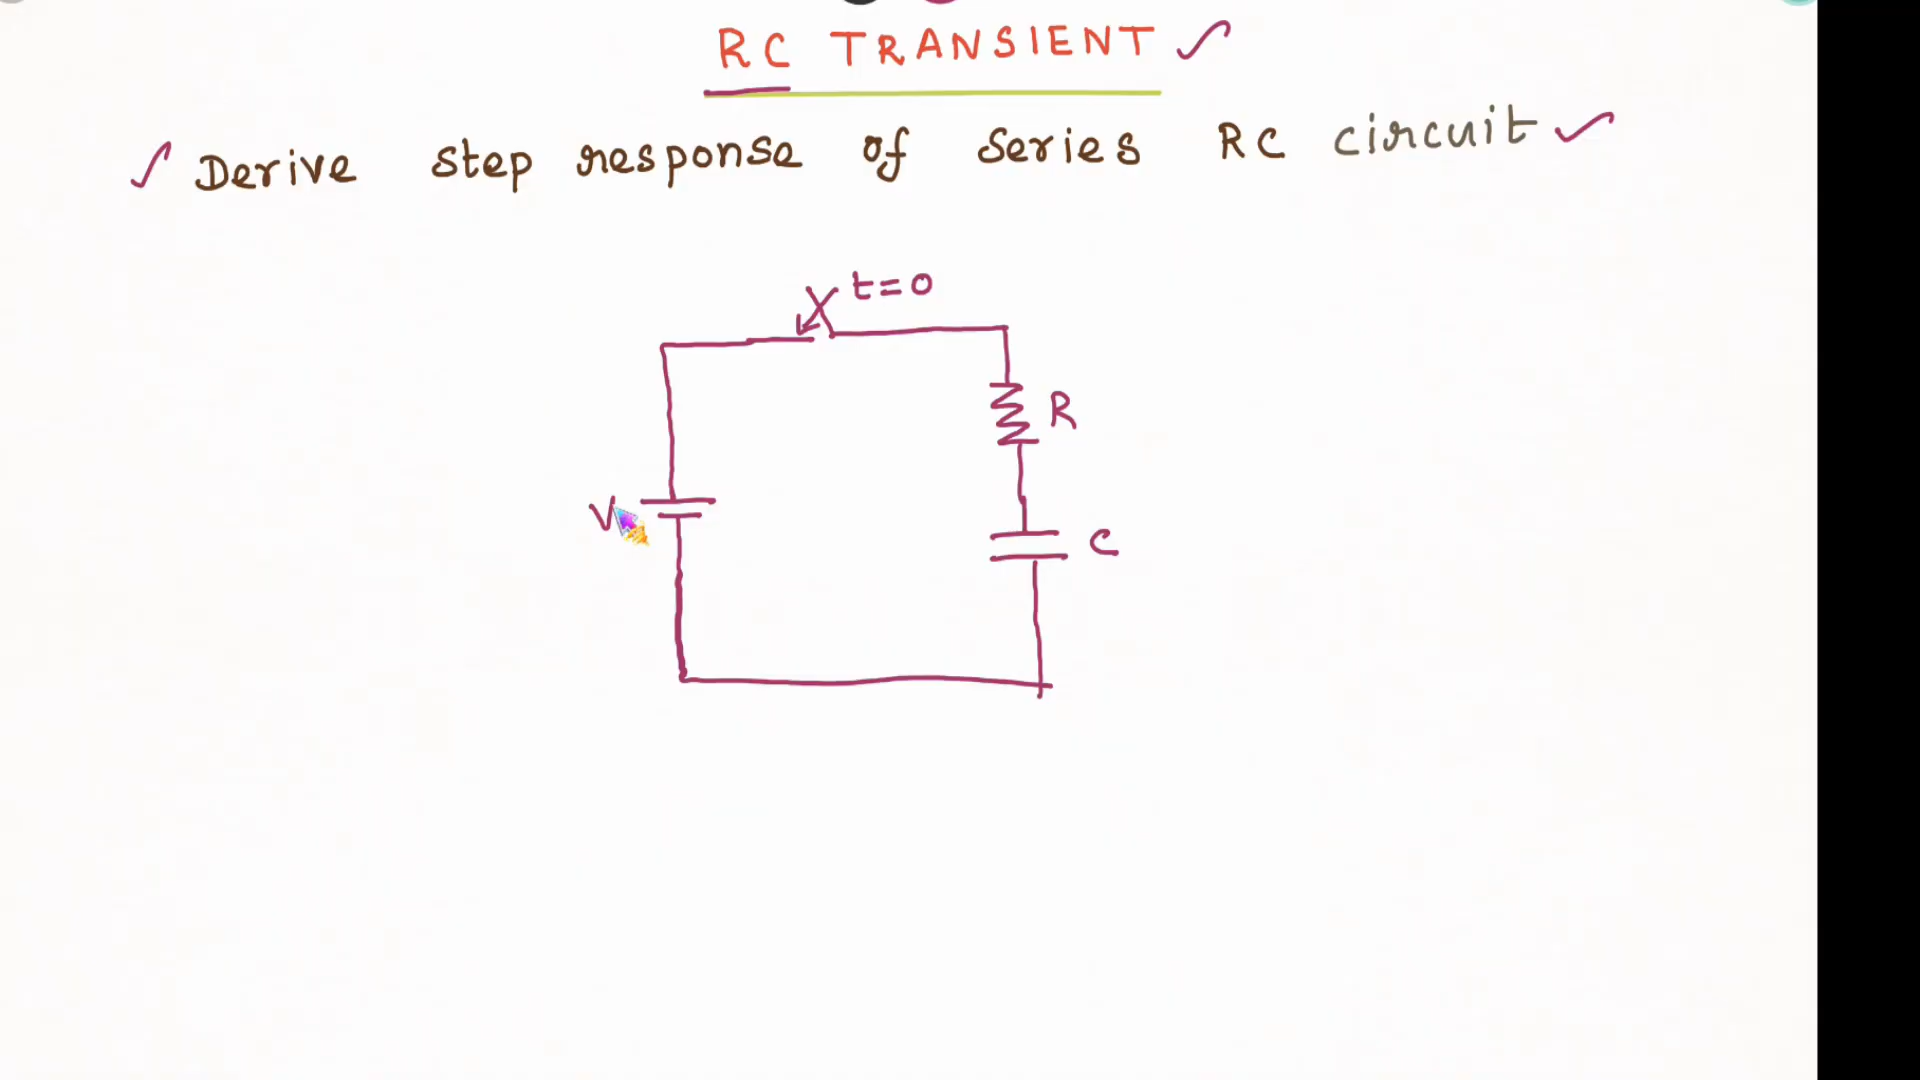 RC TRANSIENT
Derive step response of series RC circuit
t=0
R
V
C